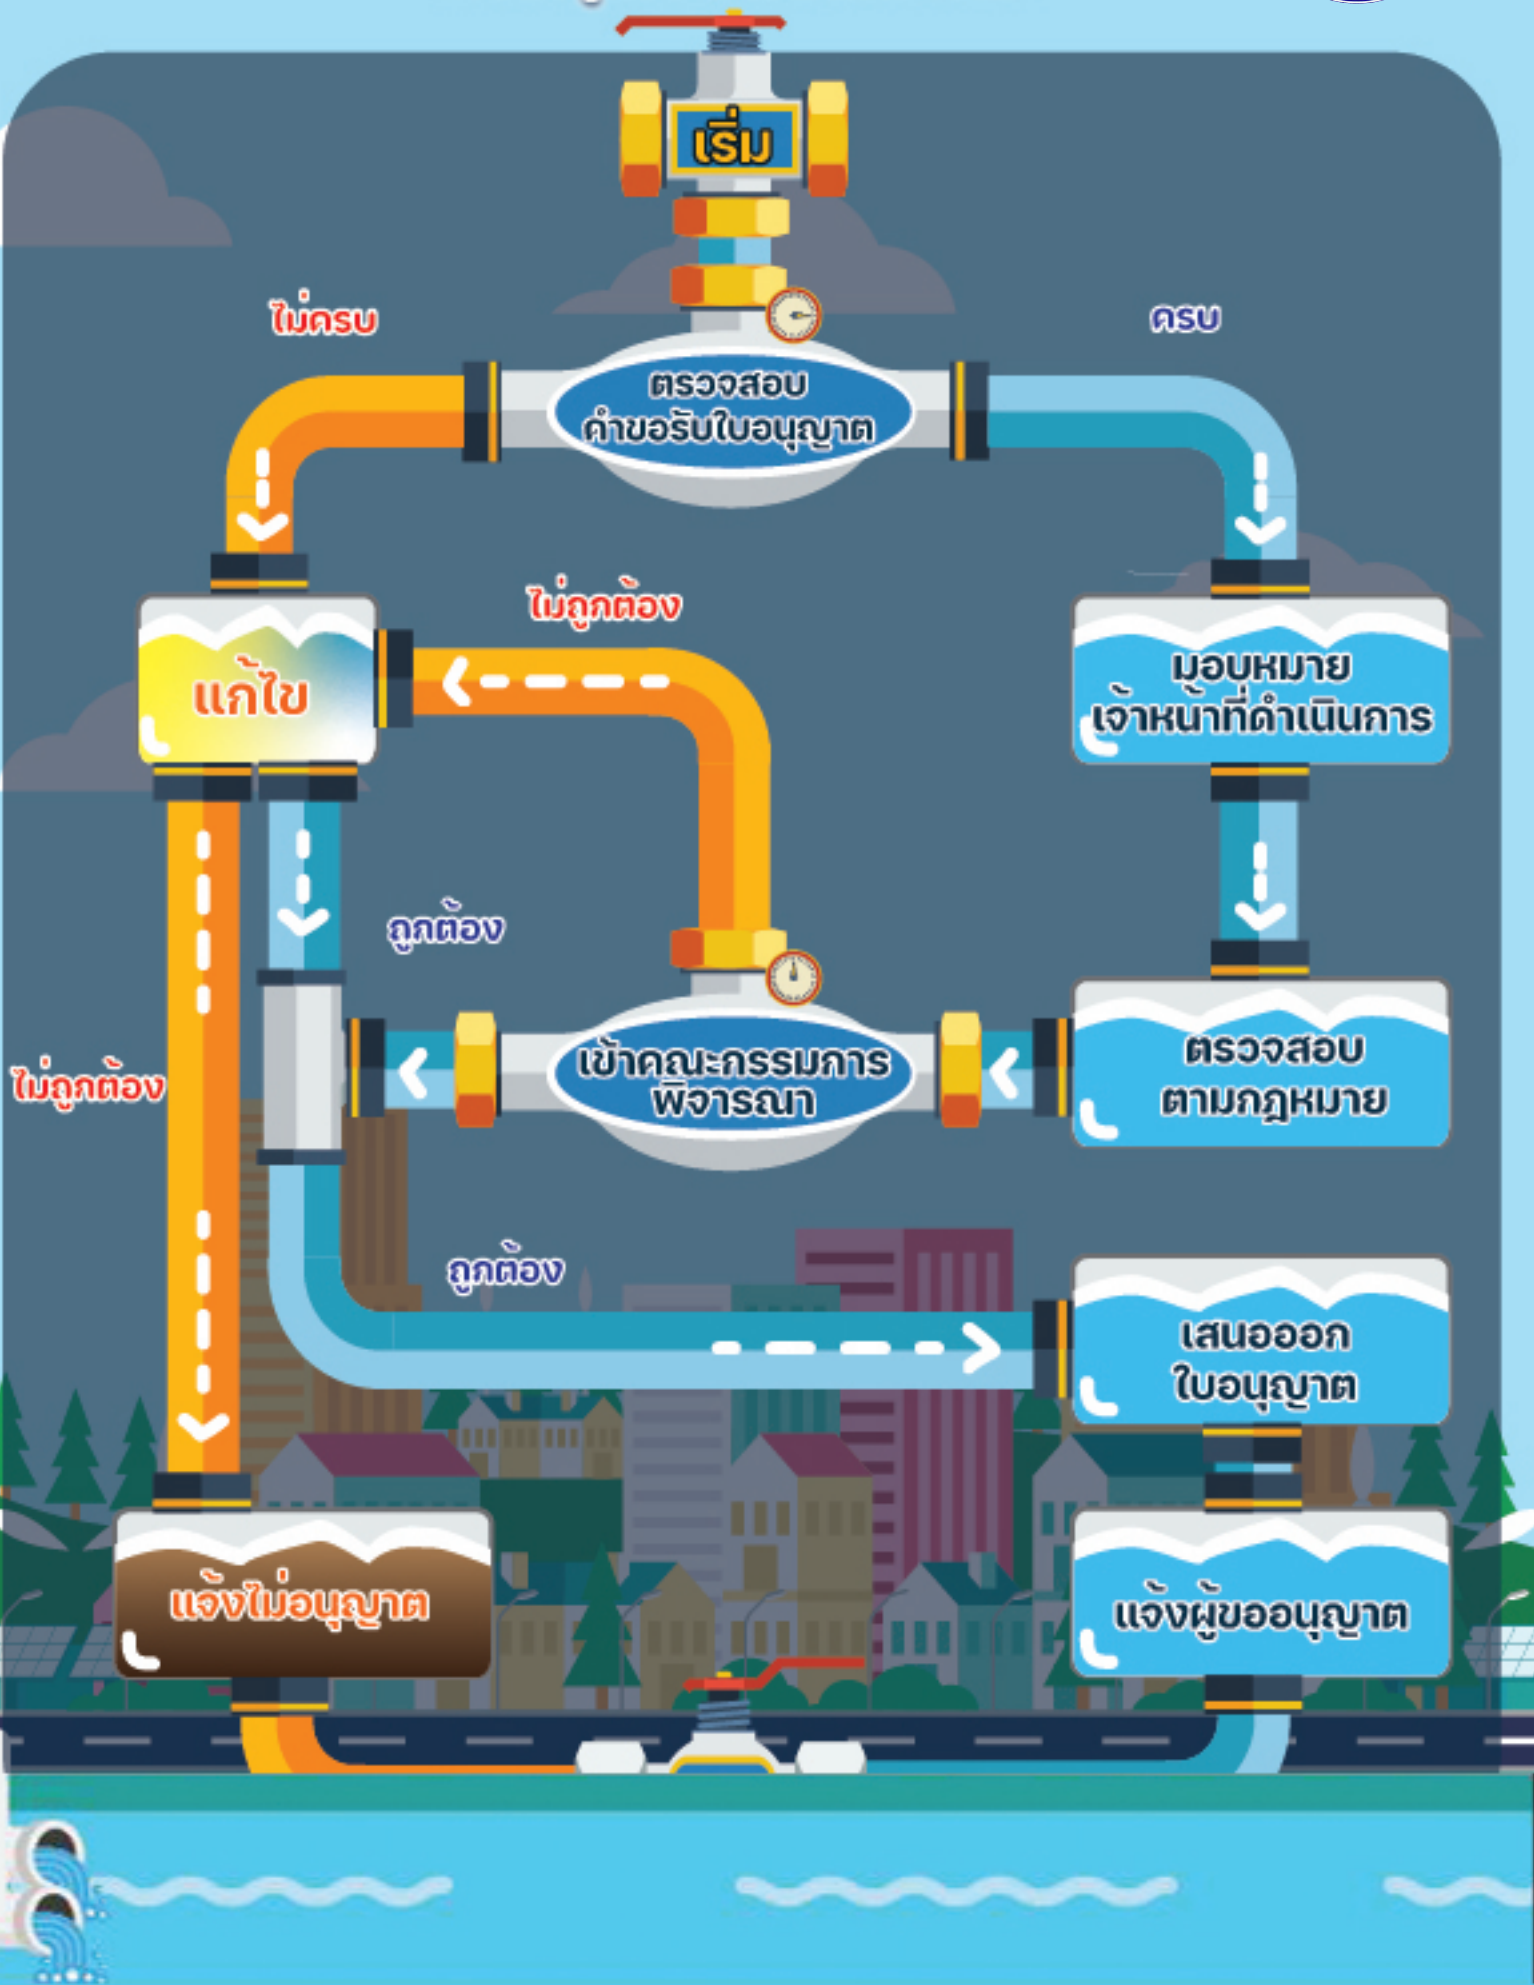 เริ่ม
ไม่ครบ
ครบ
ตรวจสอบ
คำขอรับใบอนุญาต
ไม่ถูกต้อง
แก้ไข
มอบหมาย
เจ้าหน้าที่ดำเนินการ
ถูกต้อง
ไม่ถูกต้อง
เข้าคณะกรรมการ
พิจารณา
ตรวจสอบ
ตามกฎหมาย
ถูกต้อง
เสนอออก
ใบอนุญาต
แจ้งไม่อนุญาต
แจ้งผู้ขออนุญาต